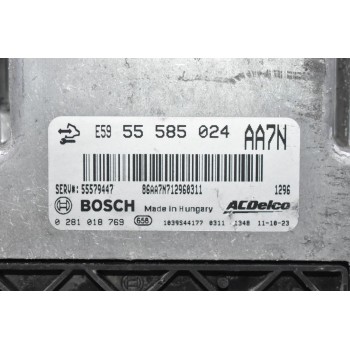 E59 55 585 024 AA7N
SERV#: 55579447 86AA7M712960311 1296
BOSCH Made in Hungary ACDelco
0 281 018 769 G58 1039S44177 0311 1348 11-10-23